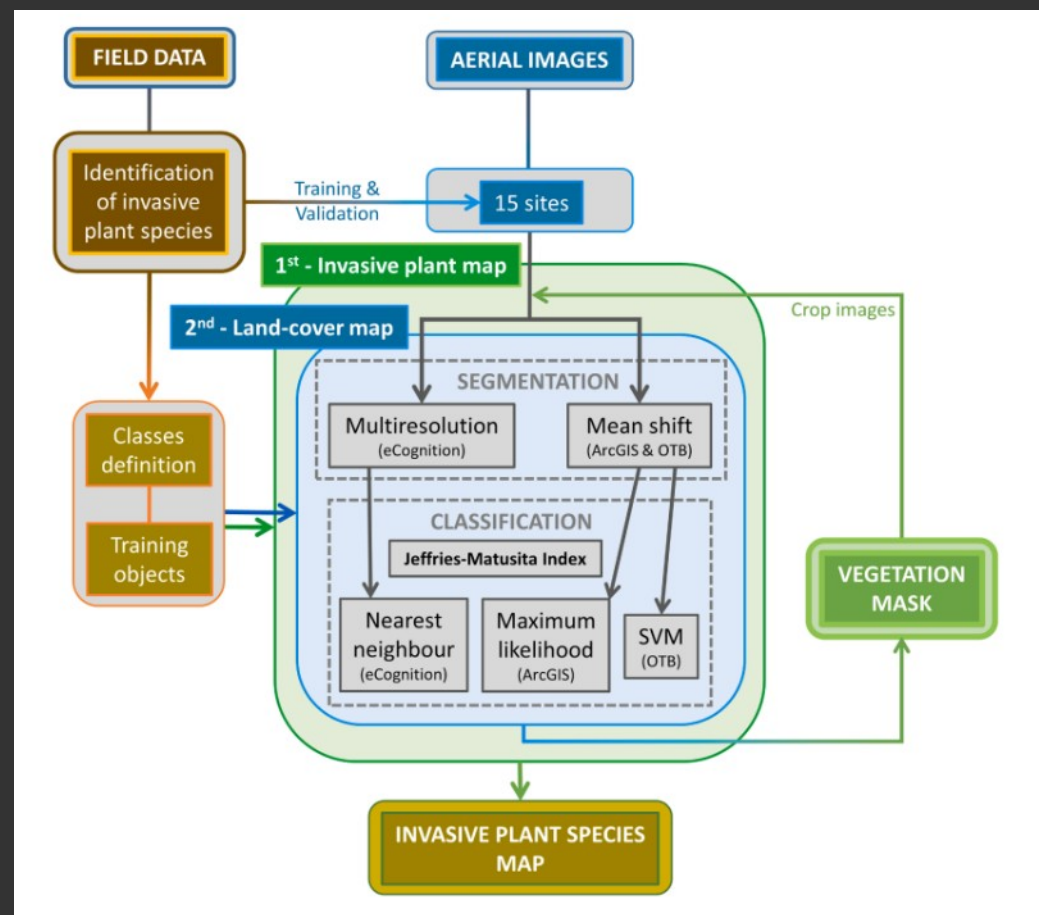 FIELD DATA
AERIAL IMAGES
Identification
of invasive
plant species
Training &
Validation
15 sites
1st - Invasive plant map
2nd - Land-cover map
Crop images
SEGMENTATION
Multiresolution
(eCognition)
Mean shift
(ArcGIS & OTB)
Classes
definition
Training
objects
CLASSIFICATION
Jeffries-Matusita Index
Nearest
neighbour
(eCognition)
Maximum
likelihood
(ArcGIS)
SVM
(OTB)
VEGETATION
MASK
INVASIVE PLANT SPECIES
MAP